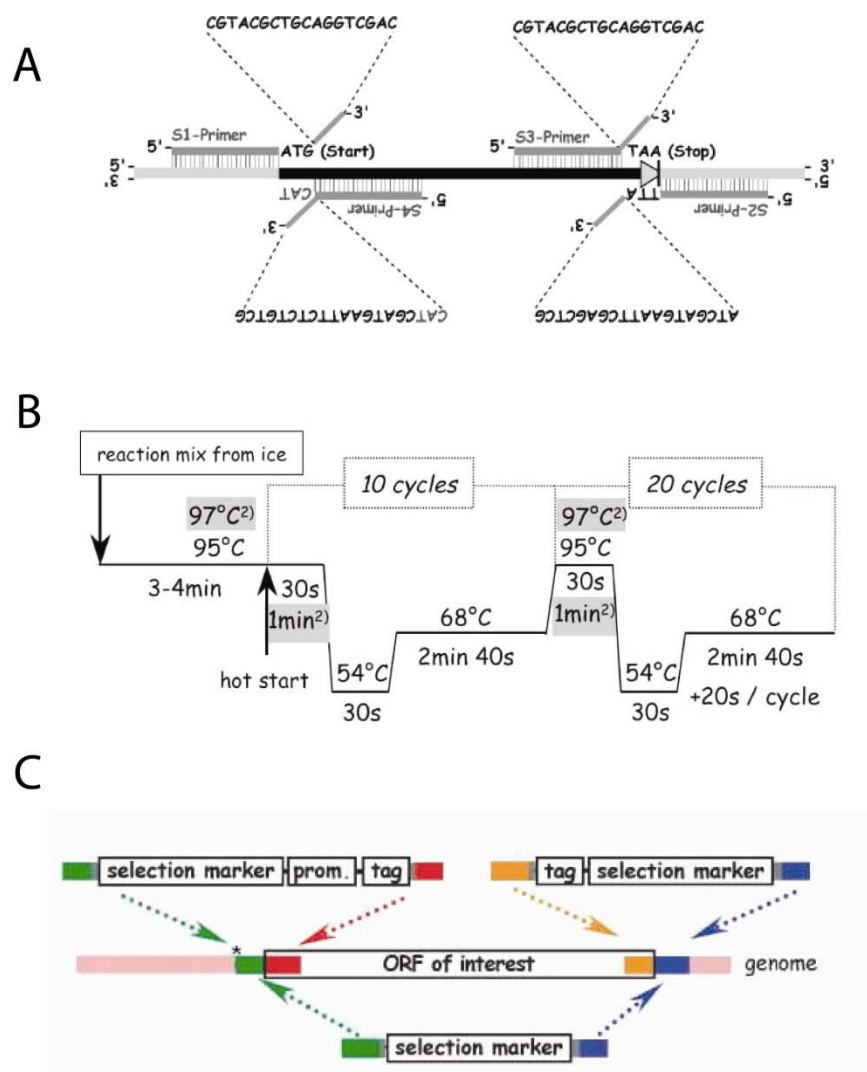 A
CGTACGCTGCAGGTCGAC
CGTACGCTGCAGGTCGAC
-3'
-3'
5'- S1-Primer
ATG (Start)
S3-Primer
5'-
TAA (Stop)
5'-
3'-
-3'
-5'
CAT
S4-Primer
5'-
TTA
S2-Primer
5'-
-3'
-3'
CATCGATGAATTCTCTGTCG
ATCGATGAATTCGAGCTCG
B
reaction mix from ice
10 cycles
20 cycles
97°C2)
97°C2)
95°C
95°C
3-4min
30s
30s
1min2)
1min2)
68°C
68°C
2min 40s
2min 40s
hot start
54°C
54°C
30s
30s
+20s / cycle
C
selection marker
prom.
tag
tag
selection marker
*
ORF of interest
genome
selection marker